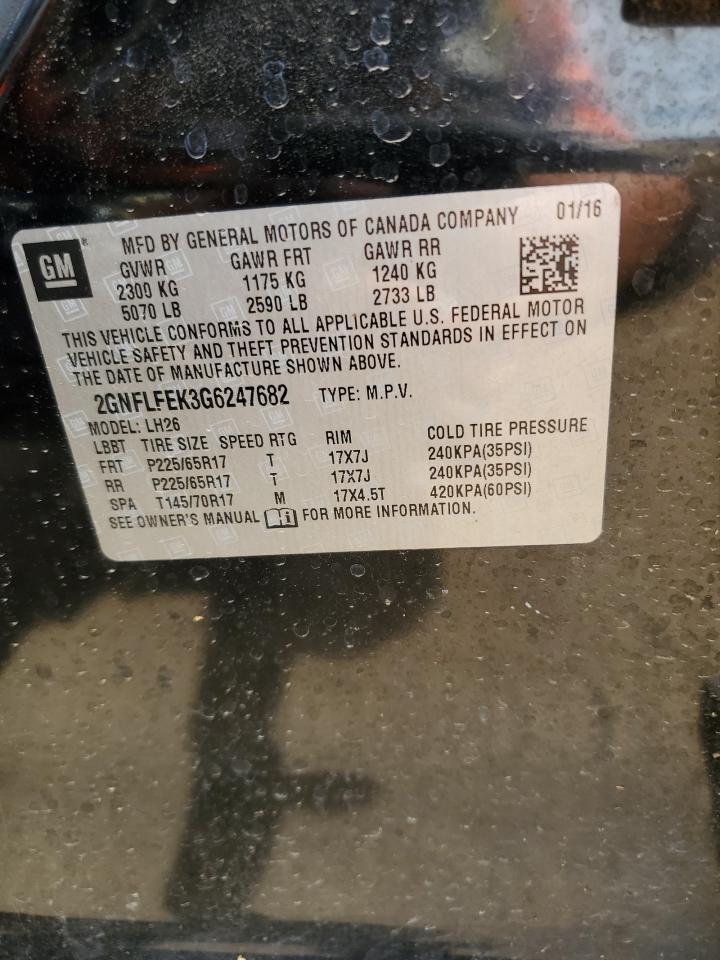 GM ® MFD BY GENERAL MOTORS OF CANADA COMPANY 01/16
GVWR GAWR FRT GAWR RR
2300 KG 1175 KG 1240 KG
5070 LB 2590 LB 2733 LB
THIS VEHICLE CONFORMS TO ALL APPLICABLE U.S. FEDERAL MOTOR
VEHICLE SAFETY AND THEFT PREVENTION STANDARDS IN EFFECT ON
THE DATE OF MANUFACTURE SHOWN ABOVE.
2GNFLFEK3G6247682 TYPE: M.P.V.
MODEL: LH26
LBBT TIRE SIZE SPEED RTG RIM COLD TIRE PRESSURE
FRT P225/65R17 T 17X7J 240KPA(35PSI)
RR P225/65R17 T 17X7J 240KPA(35PSI)
SPA T145/70R17 M 17X4.5T 420KPA(60PSI)
SEE OWNER'S MANUAL FOR MORE INFORMATION.